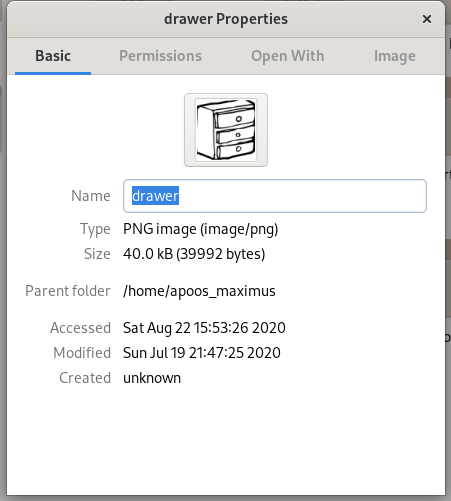 drawer Properties
Basic Permissions Open With Image
Name drawer
Type PNG image (image/png)
Size 40.0 kB (39992 bytes)
Parent folder /home/apoos_maximus
Accessed Sat Aug 22 15:53:26 2020
Modified Sun Jul 19 21:47:25 2020
Created unknown